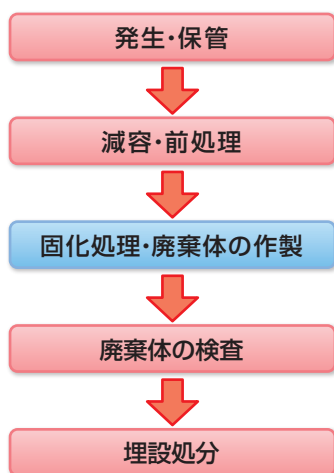 発生・保管
減容・前処理
固化処理・廃棄体の作製
廃棄体の検査
埋設処分